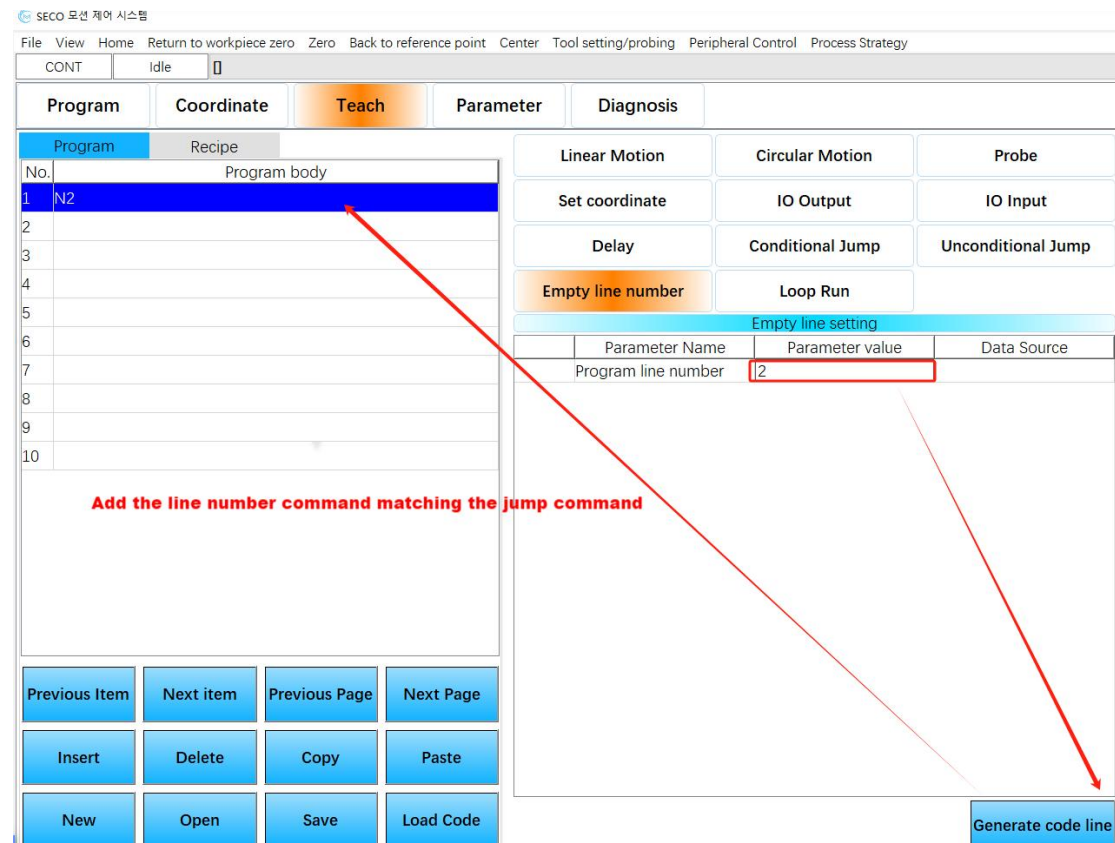 SECO 모션 제어 시스템
File View Home Return to workpiece zero Zero Back to reference point Center Tool setting/probing Peripheral Control Process Strategy
CONT Idle []
Program Coordinate Teach Parameter Diagnosis
Program Recipe
No. Program body
1 N2
2
3
4
5
6
7
8
9
10
Add the line number command matching the jump command
Previous Item Next item Previous Page Next Page
Insert Delete Copy Paste
New Open Save Load Code
Linear Motion Circular Motion Probe
Set coordinate IO Output IO Input
Delay Conditional Jump Unconditional Jump
Empty line number Loop Run
Empty line setting
Parameter Name Parameter value Data Source
Program line number 2
Generate code line